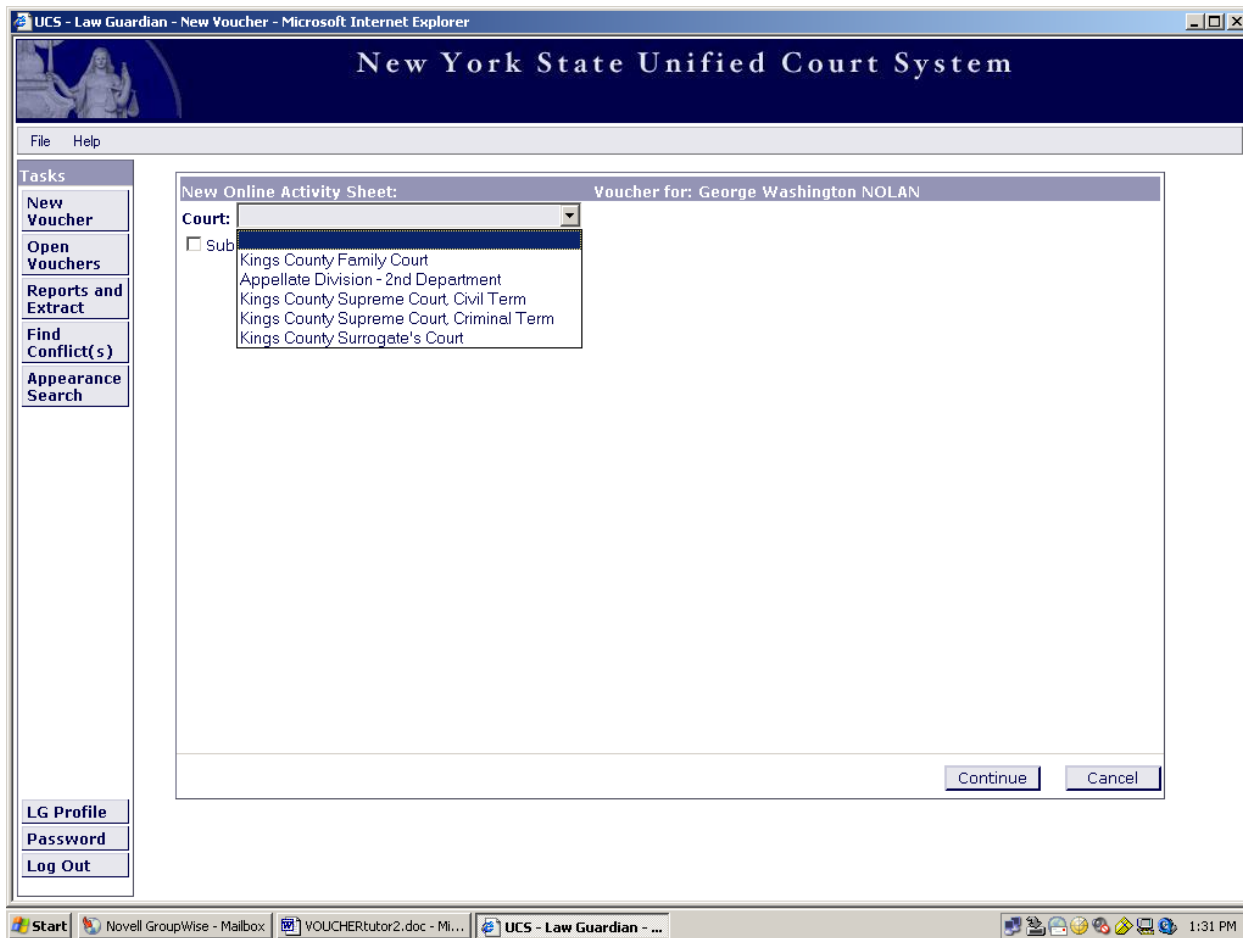 UCS - Law Guardian - New Voucher - Microsoft Internet Explorer
New York State Unified Court System
File Help
Tasks
New Voucher
Open Vouchers
Reports and Extract
Find Conflict(s)
Appearance Search
New Online Activity Sheet: Voucher for: George Washington NOLAN
Court:
Sub
Kings County Family Court
Appellate Division - 2nd Department
Kings County Supreme Court, Civil Term
Kings County Supreme Court, Criminal Term
Kings County Surrogate's Court
Continue Cancel
LG Profile
Password
Log Out
Start Novell GroupWise - Mailbox VOUCHERtutor2.doc - Mi... UCS - Law Guardian - ... 1:31 PM